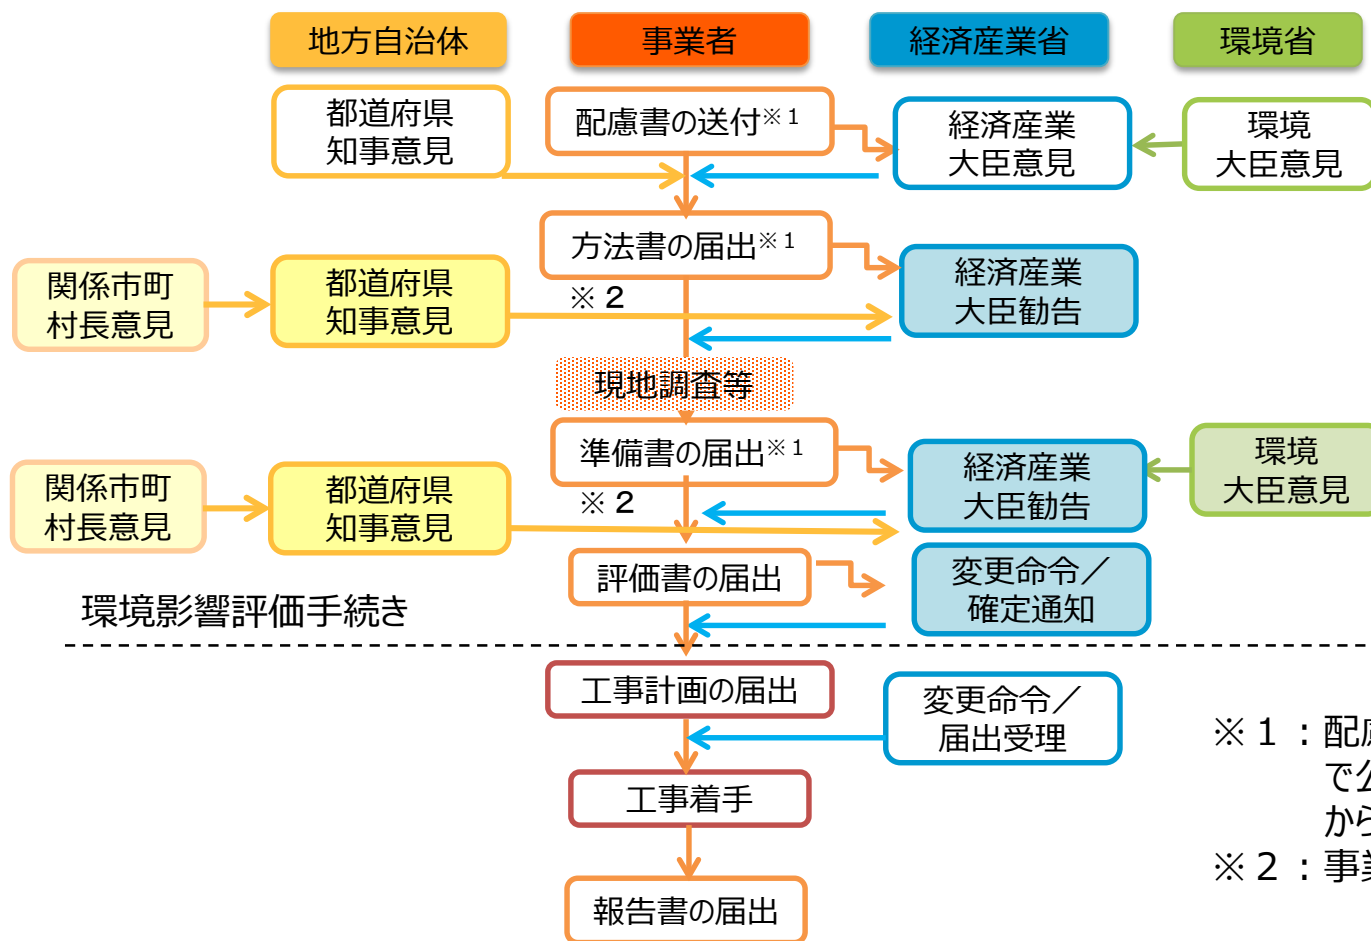 地方自治体
事業者
経済産業省
環境省
都道府県
知事意見
配慮書の送付※1
経済産業
大臣意見
環境
大臣意見
方法書の届出※1
関係市町
村長意見
都道府県
知事意見
※2
経済産業
大臣勧告
現地調査等
準備書の届出※1
関係市町
村長意見
都道府県
知事意見
※2
経済産業
大臣勧告
環境
大臣意見
評価書の届出
変更命令／
確定通知
環境影響評価手続き
工事計画の届出
変更命令／
届出受理
工事着手
報告書の届出
※1：配慮
で公
から
※2：事業